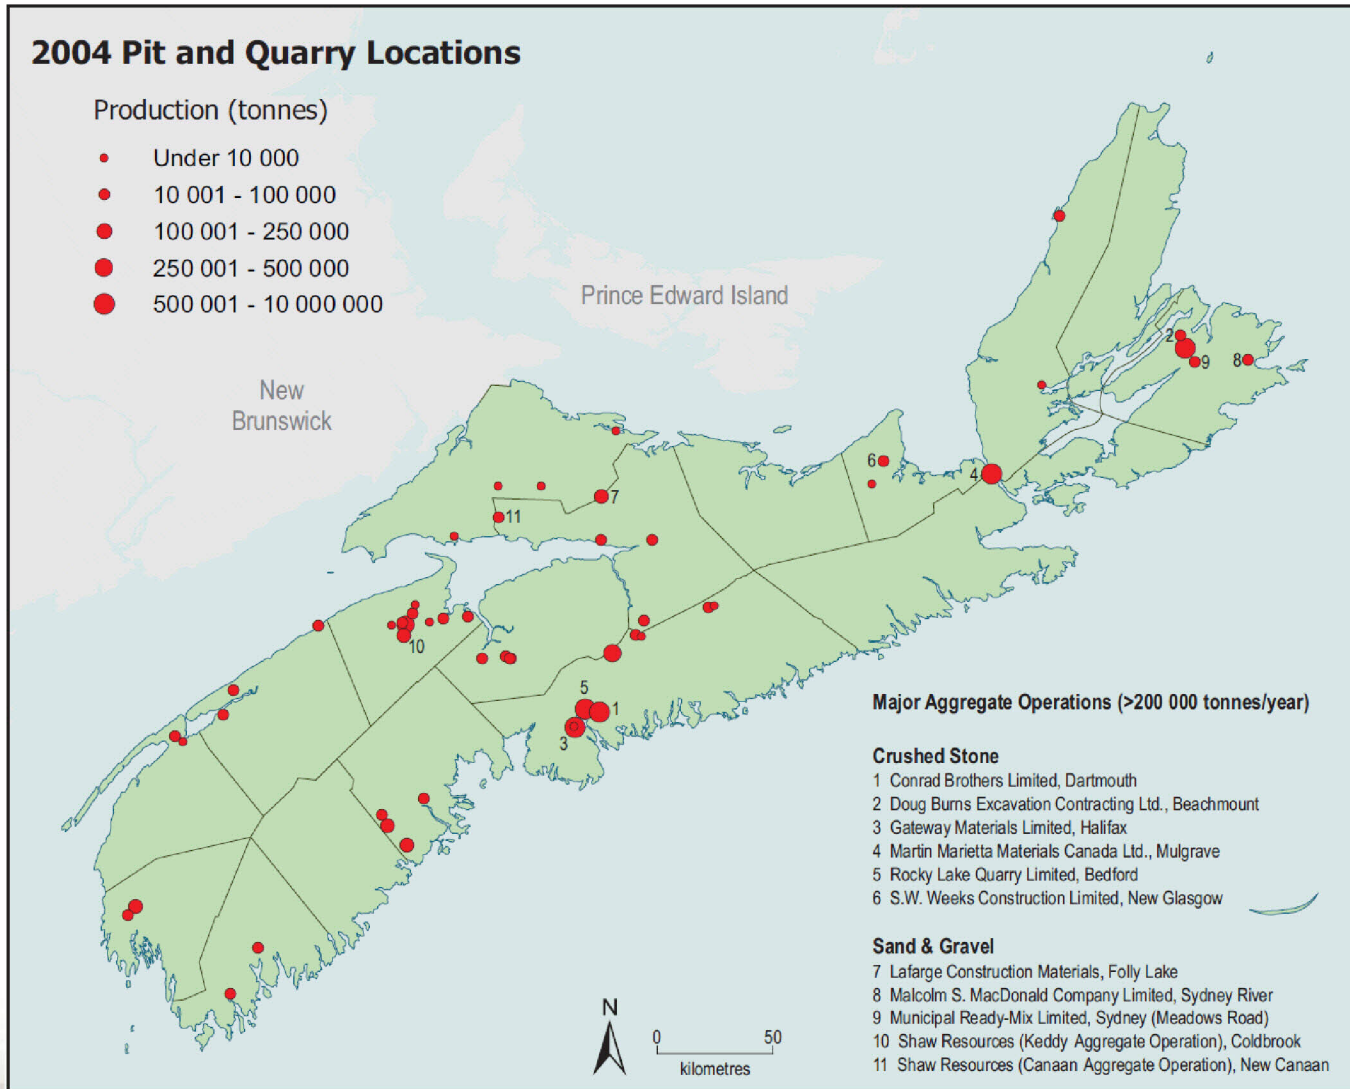 2004 Pit and Quarry Locations
Production (tonnes)
Under 10 000
10 001 - 100 000
100 001 - 250 000
250 001 - 500 000
500 001 - 10 000 000
Prince Edward Island
New
Brunswick
2
9
8
6
4
7
11
10
5
1
3
Major Aggregate Operations (>200 000 tonnes/year)
Crushed Stone
1 Conrad Brothers Limited, Dartmouth
2 Doug Burns Excavation Contracting Ltd., Beachmount
3 Gateway Materials Limited, Halifax
4 Martin Marietta Materials Canada Ltd., Mulgrave
5 Rocky Lake Quarry Limited, Bedford
6 S.W. Weeks Construction Limited, New Glasgow
Sand & Gravel
7 Lafarge Construction Materials, Folly Lake
8 Malcolm S. MacDonald Company Limited, Sydney River
9 Municipal Ready-Mix Limited, Sydney (Meadows Road)
10 Shaw Resources (Keddy Aggregate Operation), Coldbrook
11 Shaw Resources (Canaan Aggregate Operation), New Canaan
N
0 50
kilometres